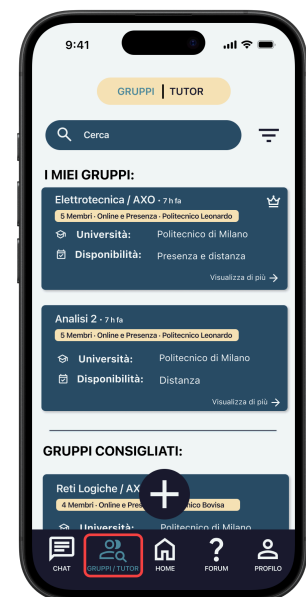 9:41
GRUPPI | TUTOR
Cerca
I MIEI GRUPPI:
Elettrotecnica / AXO · 7 h fa
5 Membri · Online e Presenza · Politecnico Leonardo
Università: Politecnico di Milano
Disponibilità: Presenza e distanza
Visualizza di più →
Analisi 2 · 7 h fa
5 Membri · Online e Presenza · Politecnico Leonardo
Università: Politecnico di Milano
Disponibilità: Distanza
Visualizza di più →
GRUPPI CONSIGLIATI:
Reti Logiche / AX
4 Membri · Online e Pres nico Bovisa
Università: Politecnico di Milano
CHAT GRUPPI/TUTOR HOME FORUM PROFILO